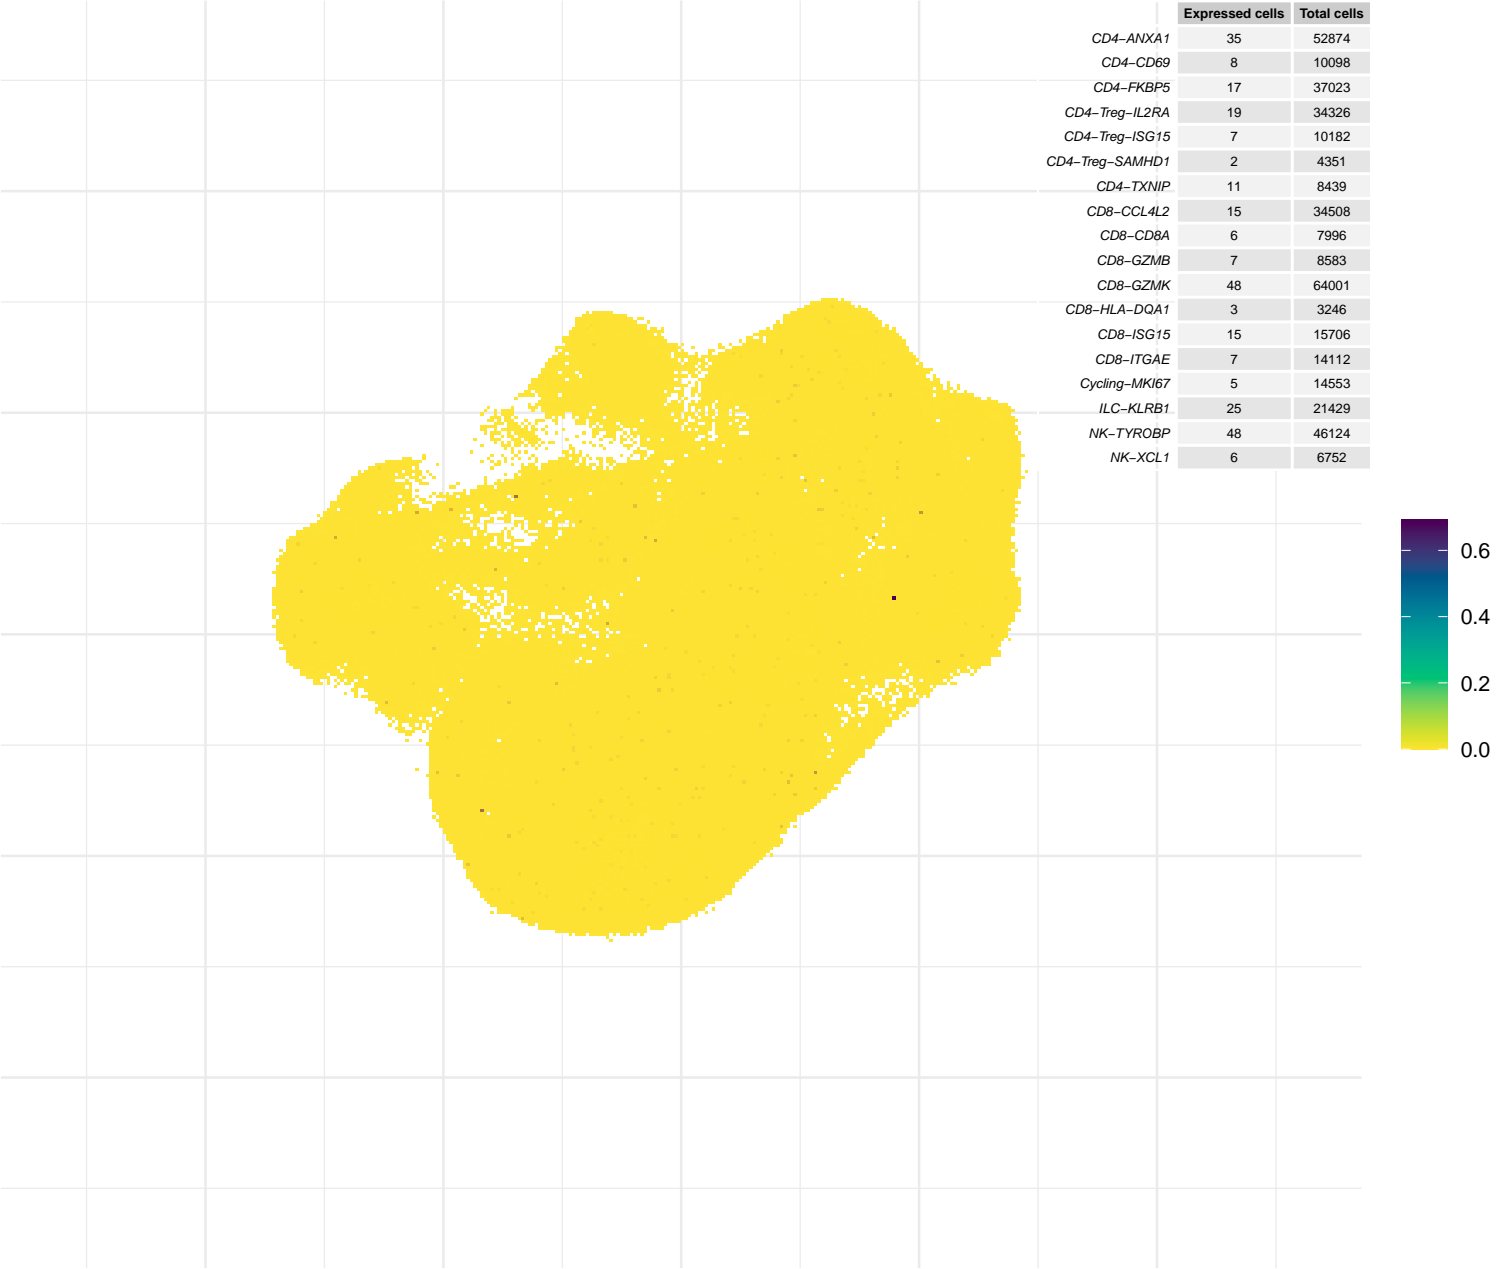 Expressed cells Total cells
CD4−ANXA1 35 52874
CD4−CD69 8 10098
CD4−FKBP5 17 37023
CD4−Treg−IL2RA 19 34326
CD4−Treg−ISG15 7 10182
CD4−Treg−SAMHD1 2 4351
CD4−TXNIP 11 8439
CD8−CCL4L2 15 34508
CD8−CD8A 6 7996
CD8−GZMB 7 8583
CD8−GZMK 48 64001
CD8−HLA−DQA1 3 3246
CD8−ISG15 15 15706
CD8−ITGAE 7 14112
Cycling−MKI67 5 14553
ILC−KLRB1 25 21429
NK−TYROBP 48 46124
NK−XCL1 6 6752
0.6
0.4
0.2
0.0